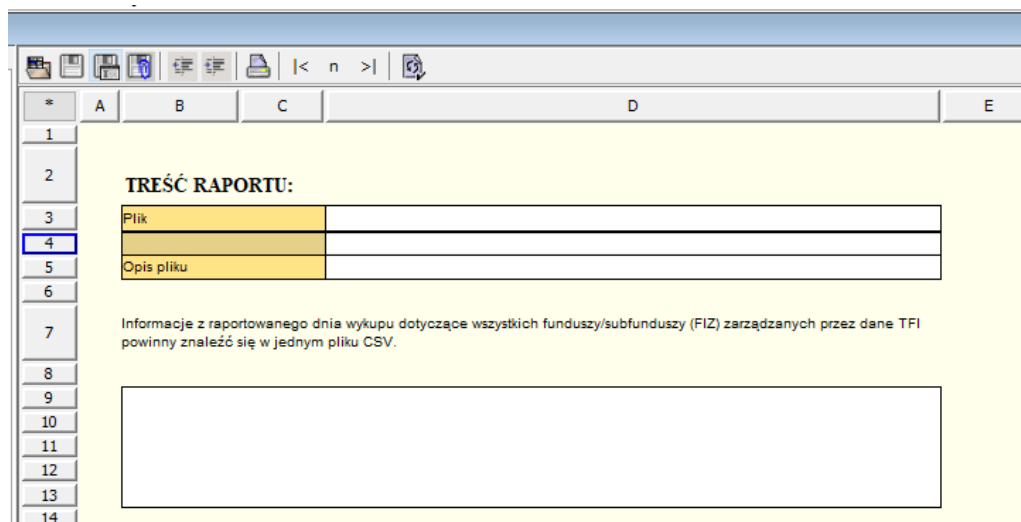 |< n >|
* A B C D E
1
2 TREŚĆ RAPORTU:
3 Plik
4
5 Opis pliku
6
7 Informacje z raportowanego dnia wykupu dotyczące wszystkich funduszy/subfunduszy (FIZ) zarządzanych przez dane TFI
powinny znaleźć się w jednym pliku CSV.
8
9
10
11
12
13
14